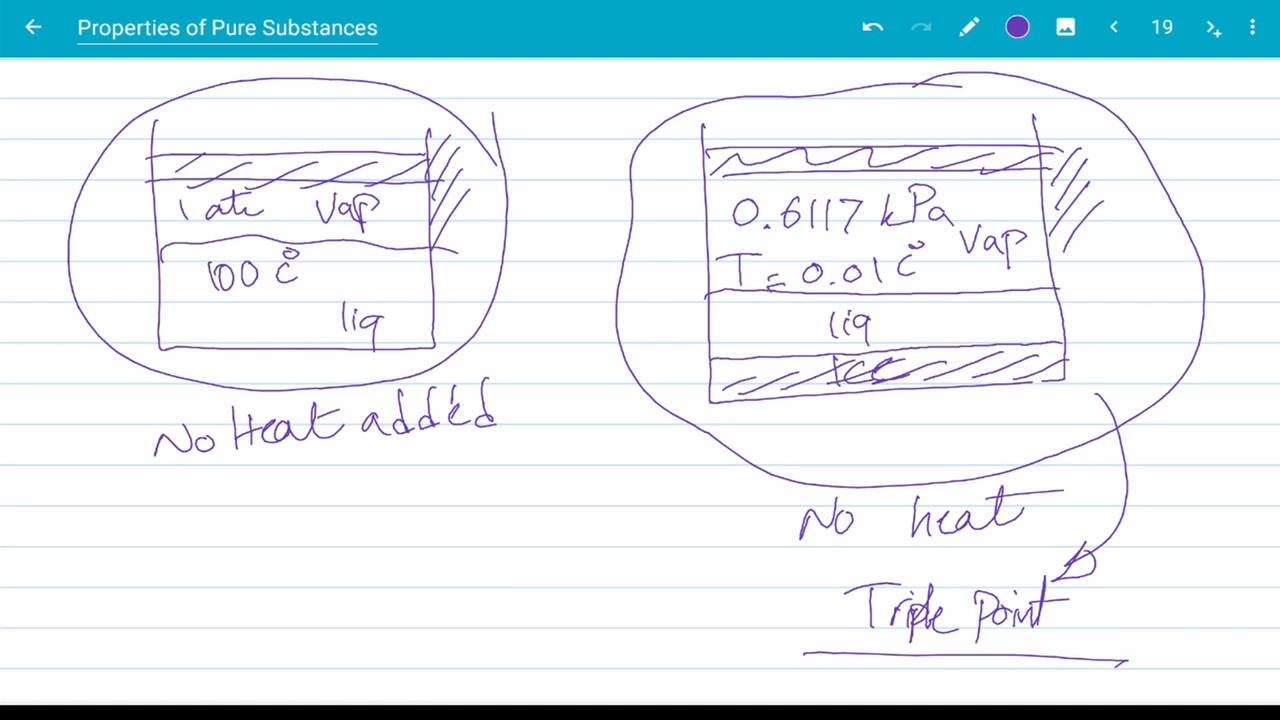 Properties of Pure Substances
19
1 atm Vap
100 °C
liq
No Heat added
0.6117 kPa
Vap
T = 0.01 °C
liq
Ice
No heat
Triple Point